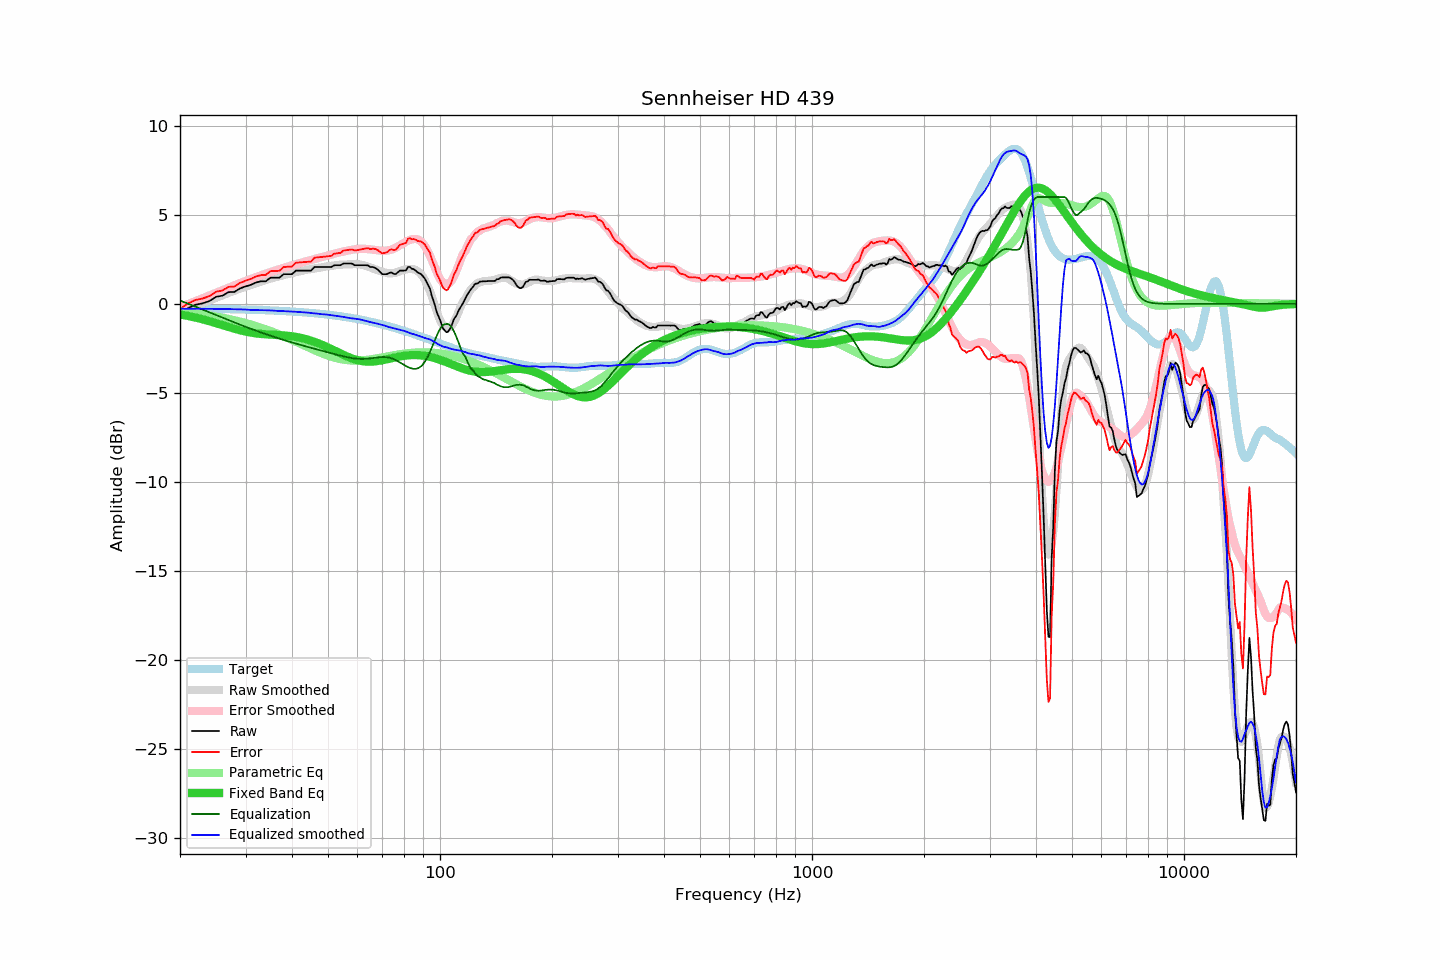 Sennheiser HD 439
10
5
0
−5
−10
−15
−20
−25
−30
Amplitude (dBr)
Target
Raw Smoothed
Error Smoothed
Raw
Error
Parametric Eq
Fixed Band Eq
Equalization
Equalized smoothed
100
1000
10000
Frequency (Hz)